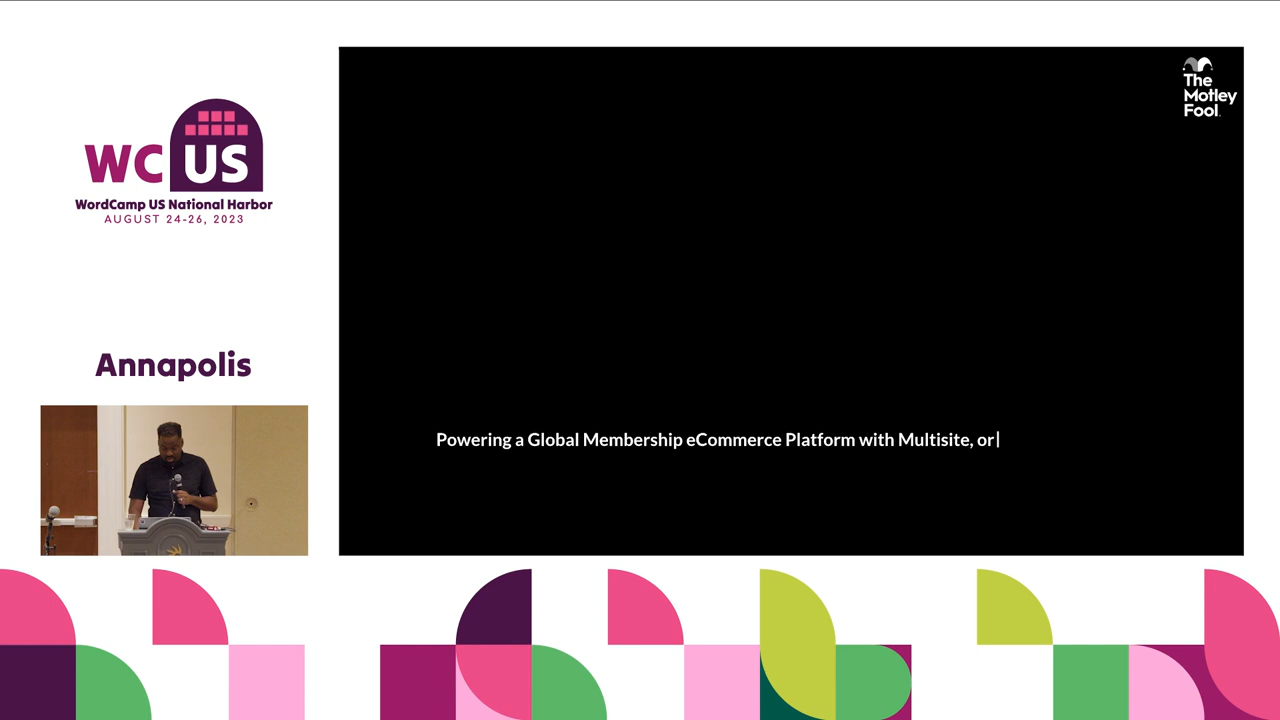 WC US
WordCamp US National Harbor
AUGUST 24-26, 2023
Annapolis
The
Motley
Fool.
Powering a Global Membership eCommerce Platform with Multisite, or